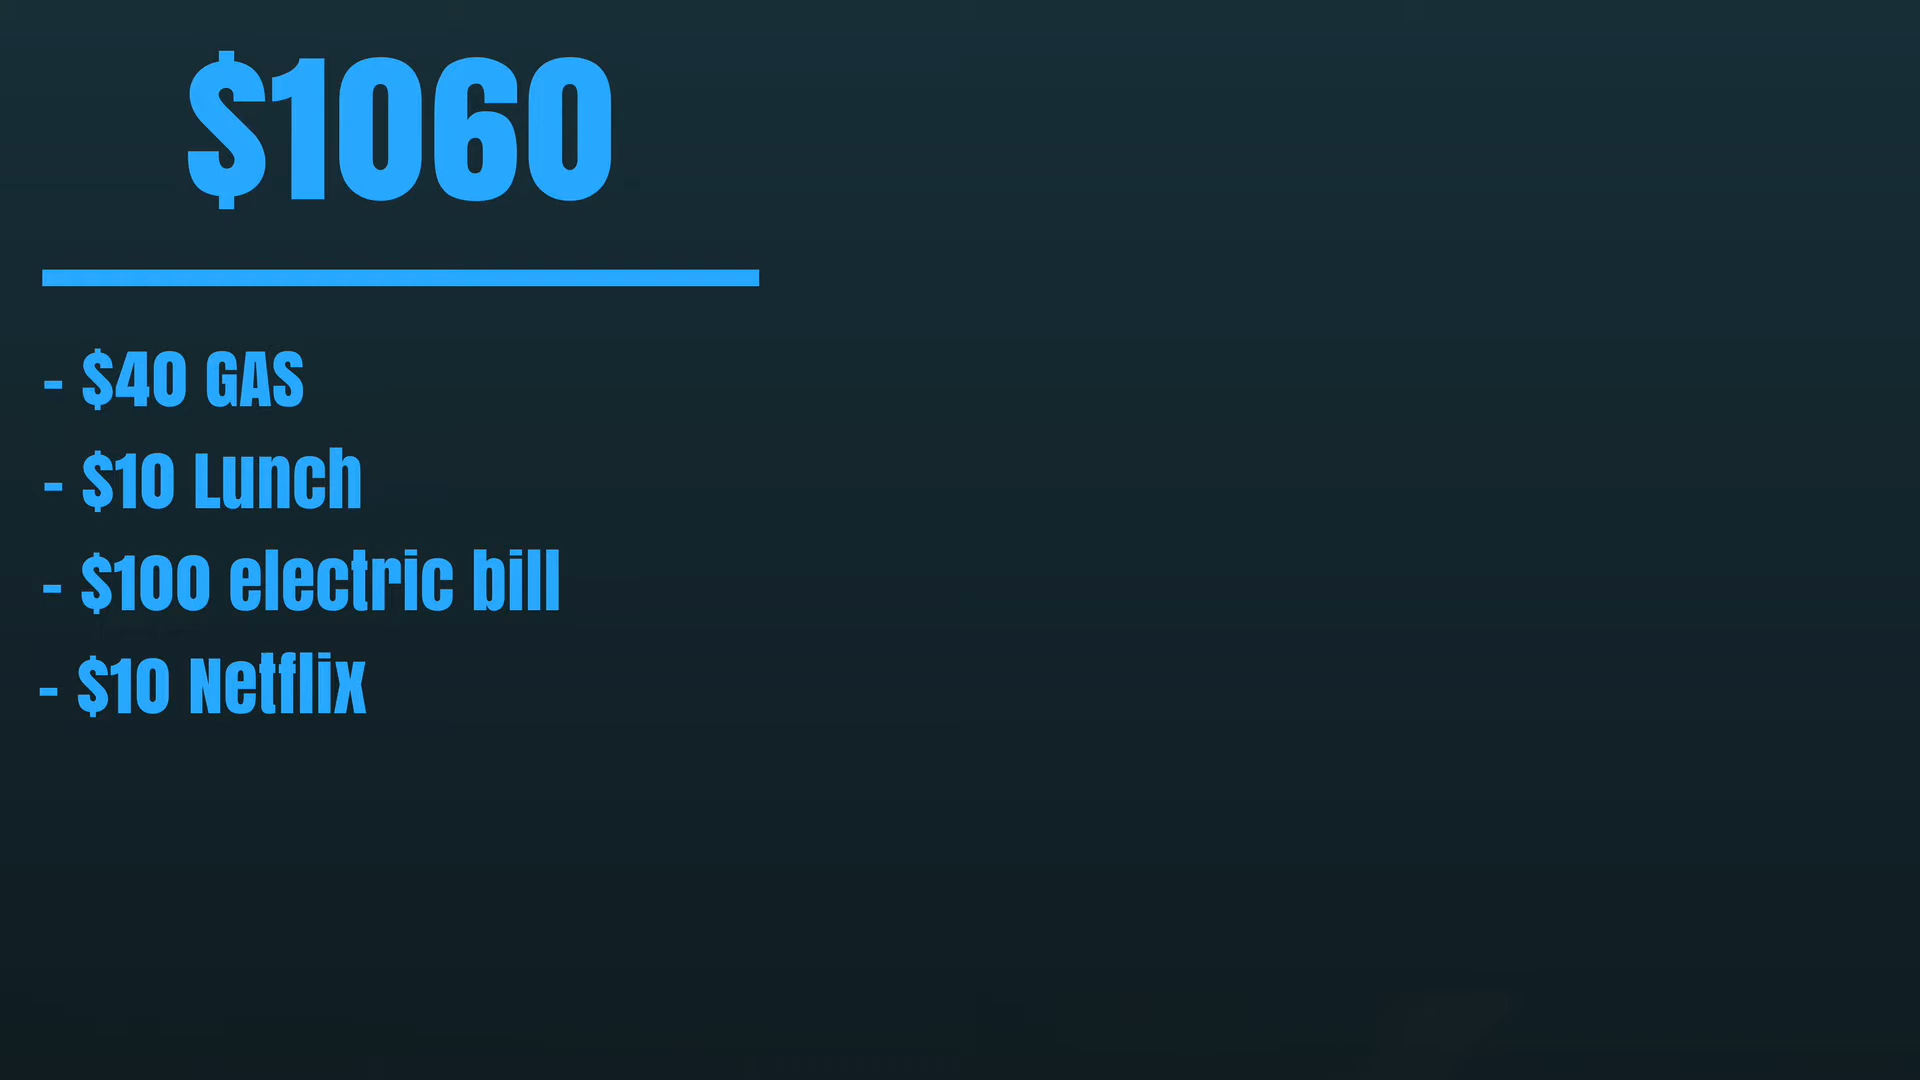 $1060
- $40 GAS
- $10 Lunch
- $100 electric bill
- $10 Netflix